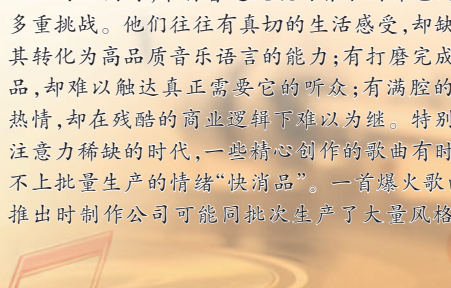 多重挑战。他们往往有真切的生活感受,却缺
其转化为高品质音乐语言的能力;有打磨完成
品,却难以触达真正需要它的听众;有满腔的
热情,却在残酷的商业逻辑下难以为继。特别
注意力稀缺的时代,一些精心创作的歌曲有时
不上批量生产的情绪“快消品”。一首爆火歌
推出时制作公司可能同批次生产了大量风格